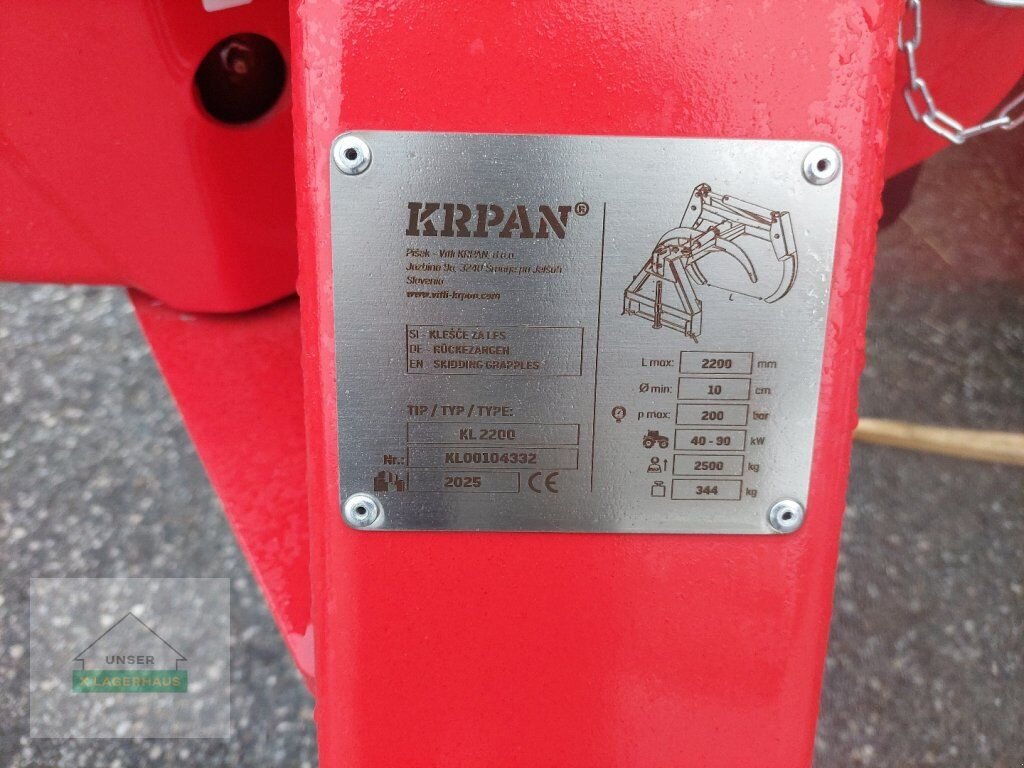 KRPAN®
Pišek - Vitli KRPAN, d.o.o.
Jazbina 9a, 3240 Šmarje pri Jelšah
Slovenia
www.vitli-krpan.com
SI - KLEŠČE ZA LES
DE - RÜCKEZANGEN
EN - SKIDDING GRAPPLES
TIP / TYP / TYPE:
KL 2200
Nr.: KL00104332
2025 CE
L
L max: 2200 mm
Ø min: 10 cm
p max: 200 bar
40 - 90 kW
2500 kg
344 kg
UNSER
X LAGERHAUS